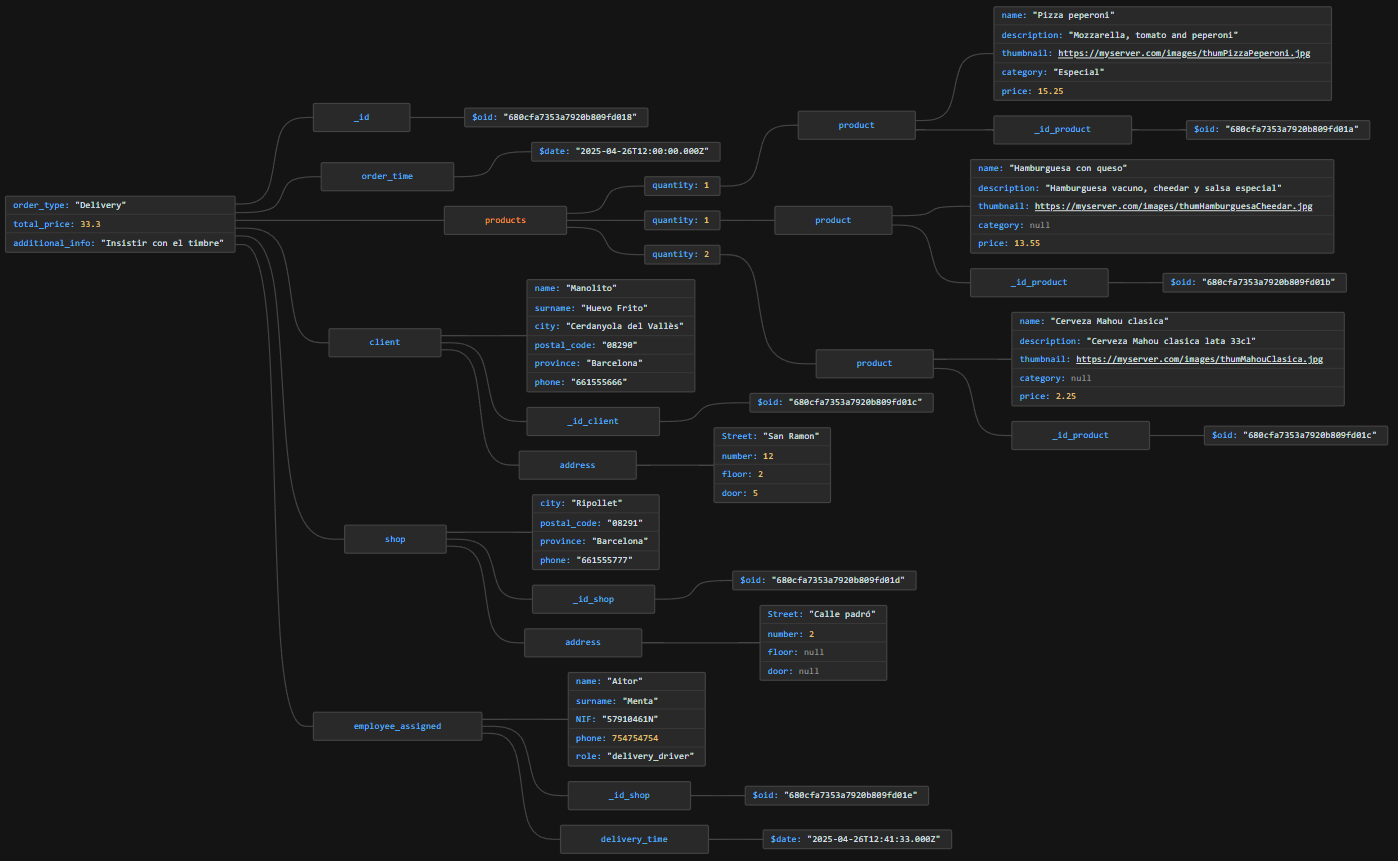 order_type: "Delivery"
total_price: 33.3
additional_info: "Insistir con el timbre"
_id
$oid: "680cfa7353a7920b809fd018"
order_time
$date: "2025-04-26T12:00:00.000Z"
products
quantity: 1
product
name: "Pizza peperoni"
description: "Mozzarella, tomato and peperoni"
thumbnail: https://myserver.com/images/thumPizzaPeperoni.jpg
category: "Especial"
price: 15.25
_id_product
$oid: "680cfa7353a7920b809fd01a"
quantity: 1
product
name: "Hamburguesa con queso"
description: "Hamburguesa vacuno, cheedar y salsa especial"
thumbnail: https://myserver.com/images/thumHamburguesaCheedar.jpg
category: null
price: 13.55
_id_product
$oid: "680cfa7353a7920b809fd01b"
quantity: 2
product
name: "Cerveza Mahou clasica"
description: "Cerveza Mahou clasica lata 33cl"
thumbnail: https://myserver.com/images/thumMahouClasica.jpg
category: null
price: 2.25
_id_product
$oid: "680cfa7353a7920b809fd01c"
client
name: "Manolito"
surname: "Huevo Frito"
city: "Cerdanyola del Vallès"
postal_code: "08290"
province: "Barcelona"
phone: "661555666"
_id_client
$oid: "680cfa7353a7920b809fd01c"
address
Street: "San Ramon"
number: 12
floor: 2
door: 5
shop
city: "Ripollet"
postal_code: "08291"
province: "Barcelona"
phone: "661555777"
_id_shop
$oid: "680cfa7353a7920b809fd01d"
address
Street: "Calle padró"
number: 2
floor: null
door: null
employee_assigned
name: "Aitor"
surname: "Menta"
NIF: "57910461N"
phone: 754754754
role: "delivery_driver"
_id_shop
$oid: "680cfa7353a7920b809fd01e"
delivery_time
$date: "2025-04-26T12:41:33.000Z"